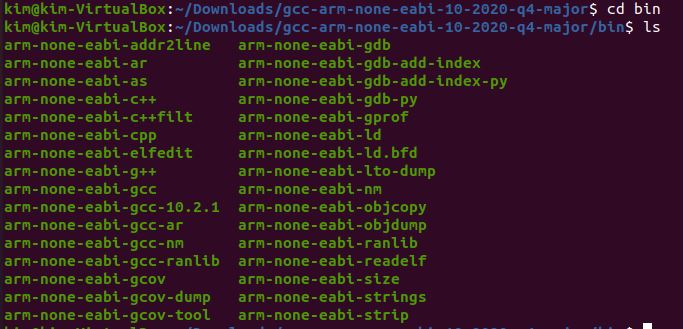 kim@kim-VirtualBox:~/Downloads/gcc-arm-none-eabi-10-2020-q4-major$ cd bin
kim@kim-VirtualBox:~/Downloads/gcc-arm-none-eabi-10-2020-q4-major/bin$ ls
arm-none-eabi-addr2line arm-none-eabi-gdb
arm-none-eabi-ar arm-none-eabi-gdb-add-index
arm-none-eabi-as arm-none-eabi-gdb-add-index-py
arm-none-eabi-c++ arm-none-eabi-gdb-py
arm-none-eabi-c++filt arm-none-eabi-gprof
arm-none-eabi-cpp arm-none-eabi-ld
arm-none-eabi-elfedit arm-none-eabi-ld.bfd
arm-none-eabi-g++ arm-none-eabi-lto-dump
arm-none-eabi-gcc arm-none-eabi-nm
arm-none-eabi-gcc-10.2.1 arm-none-eabi-objcopy
arm-none-eabi-gcc-ar arm-none-eabi-objdump
arm-none-eabi-gcc-nm arm-none-eabi-ranlib
arm-none-eabi-gcc-ranlib arm-none-eabi-readelf
arm-none-eabi-gcov arm-none-eabi-size
arm-none-eabi-gcov-dump arm-none-eabi-strings
arm-none-eabi-gcov-tool arm-none-eabi-strip